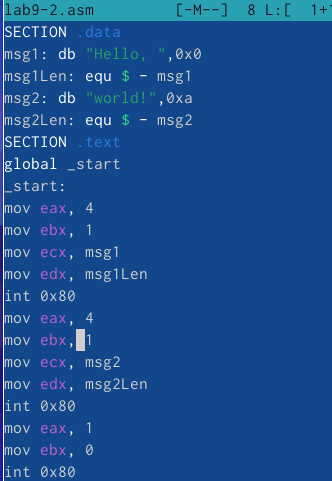 lab9-2.asm [-M--] 8 L:[ 1+1
SECTION .data
msg1: db "Hello, ",0x0
msg1Len: equ $ - msg1
msg2: db "world!",0xa
msg2Len: equ $ - msg2
SECTION .text
global _start
_start:
mov eax, 4
mov ebx, 1
mov ecx, msg1
mov edx, msg1Len
int 0x80
mov eax, 4
mov ebx, 1
mov ecx, msg2
mov edx, msg2Len
int 0x80
mov eax, 1
mov ebx, 0
int 0x80